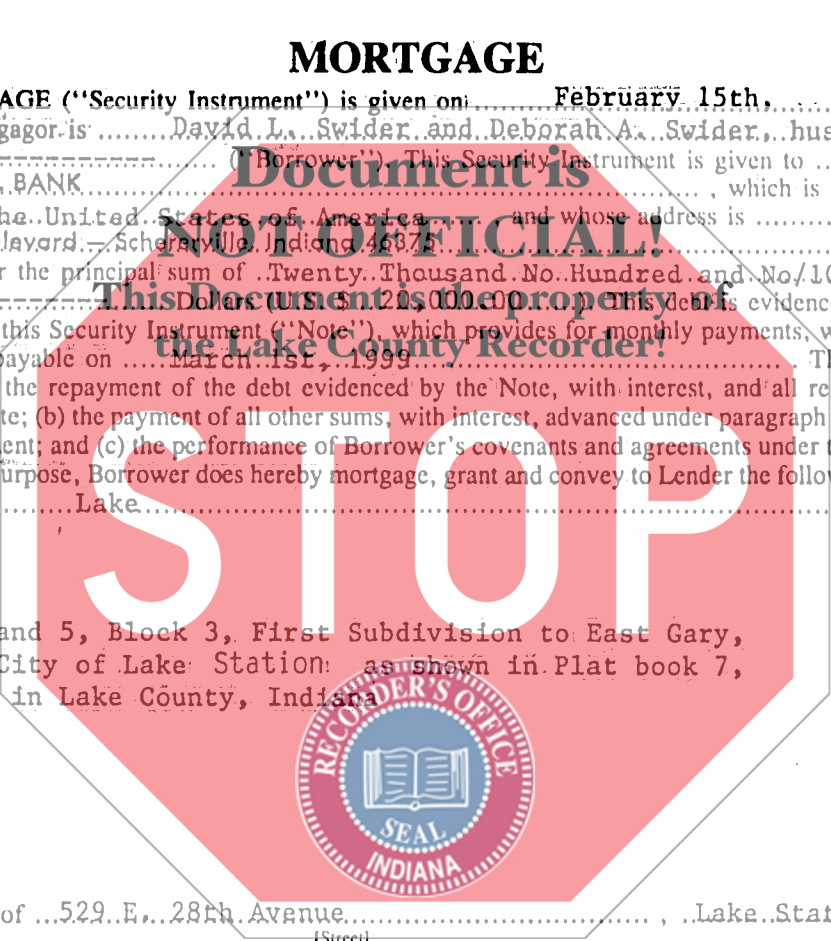 MORTGAGE
AGE ("Security Instrument") is given on February 15th,
gagor is David L. Swider and Deborah A. Swider, hus
("Borrower"). This Security Instrument is given to
BANK , which is
he United States of America and whose address is
levard - Schererville, Indiana 46375
r the principal sum of Twenty Thousand No Hundred and No/10
Dollars (U.S. $ 20,000.00 ). This debt is evidenc
this Security Instrument ("Note"), which provides for monthly payments, w
payable on March 1st, 1999 . Th
the repayment of the debt evidenced by the Note, with interest, and all re
te; (b) the payment of all other sums, with interest, advanced under paragraph
ent; and (c) the performance of Borrower's covenants and agreements under t
urpose, Borrower does hereby mortgage, grant and convey to Lender the follow
Lake
and 5, Block 3, First Subdivision to East Gary,
City of Lake Station as shown in Plat book 7,
in Lake County, Indiana
of 529 E. 28th Avenue , Lake Stat
[Street]
Document is
NOT OFFICIAL!
This Document is the property of
the Lake County Recorder!
STOP
RECORDER'S OFFICE
SEAL
INDIANA